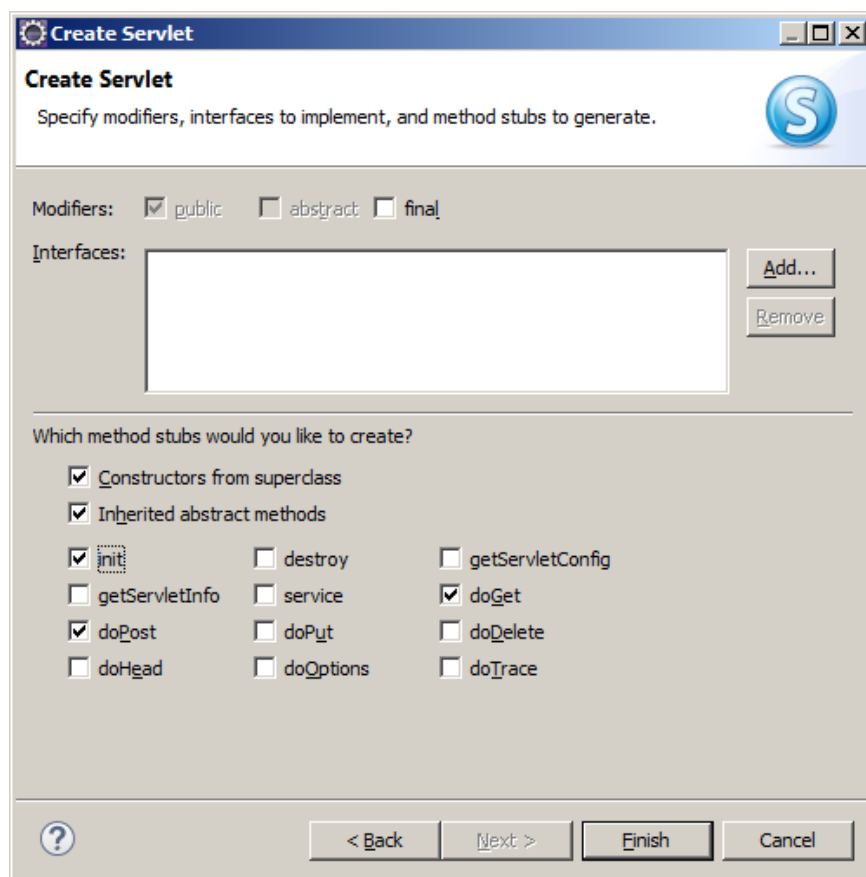 Create Servlet
Create Servlet
Specify modifiers, interfaces to implement, and method stubs to generate.
S
Modifiers: public abstract final
Interfaces:
Add...
Remove
Which method stubs would you like to create?
Constructors from superclass
Inherited abstract methods
init destroy getServletConfig
getServletInfo service doGet
doPost doPut doDelete
doHead doOptions doTrace
? < Back Next > Finish Cancel